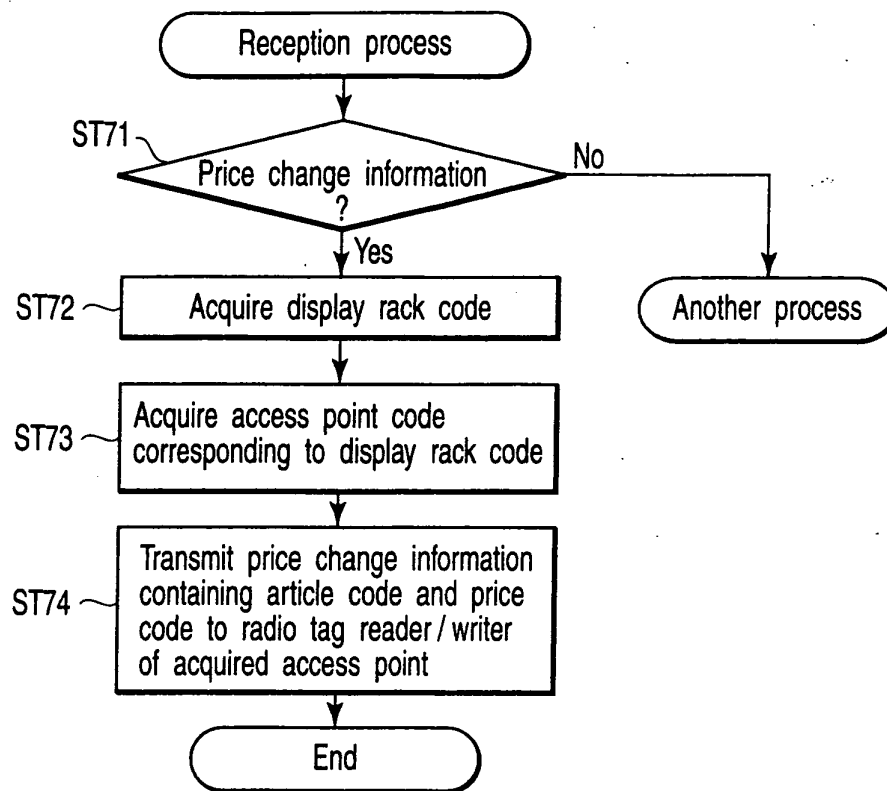 Reception process
ST71
Price change information
?
No
Yes
ST72
Acquire display rack code
Another process
ST73
Acquire access point code
corresponding to display rack code
ST74
Transmit price change information
containing article code and price
code to radio tag reader/writer
of acquired access point
End